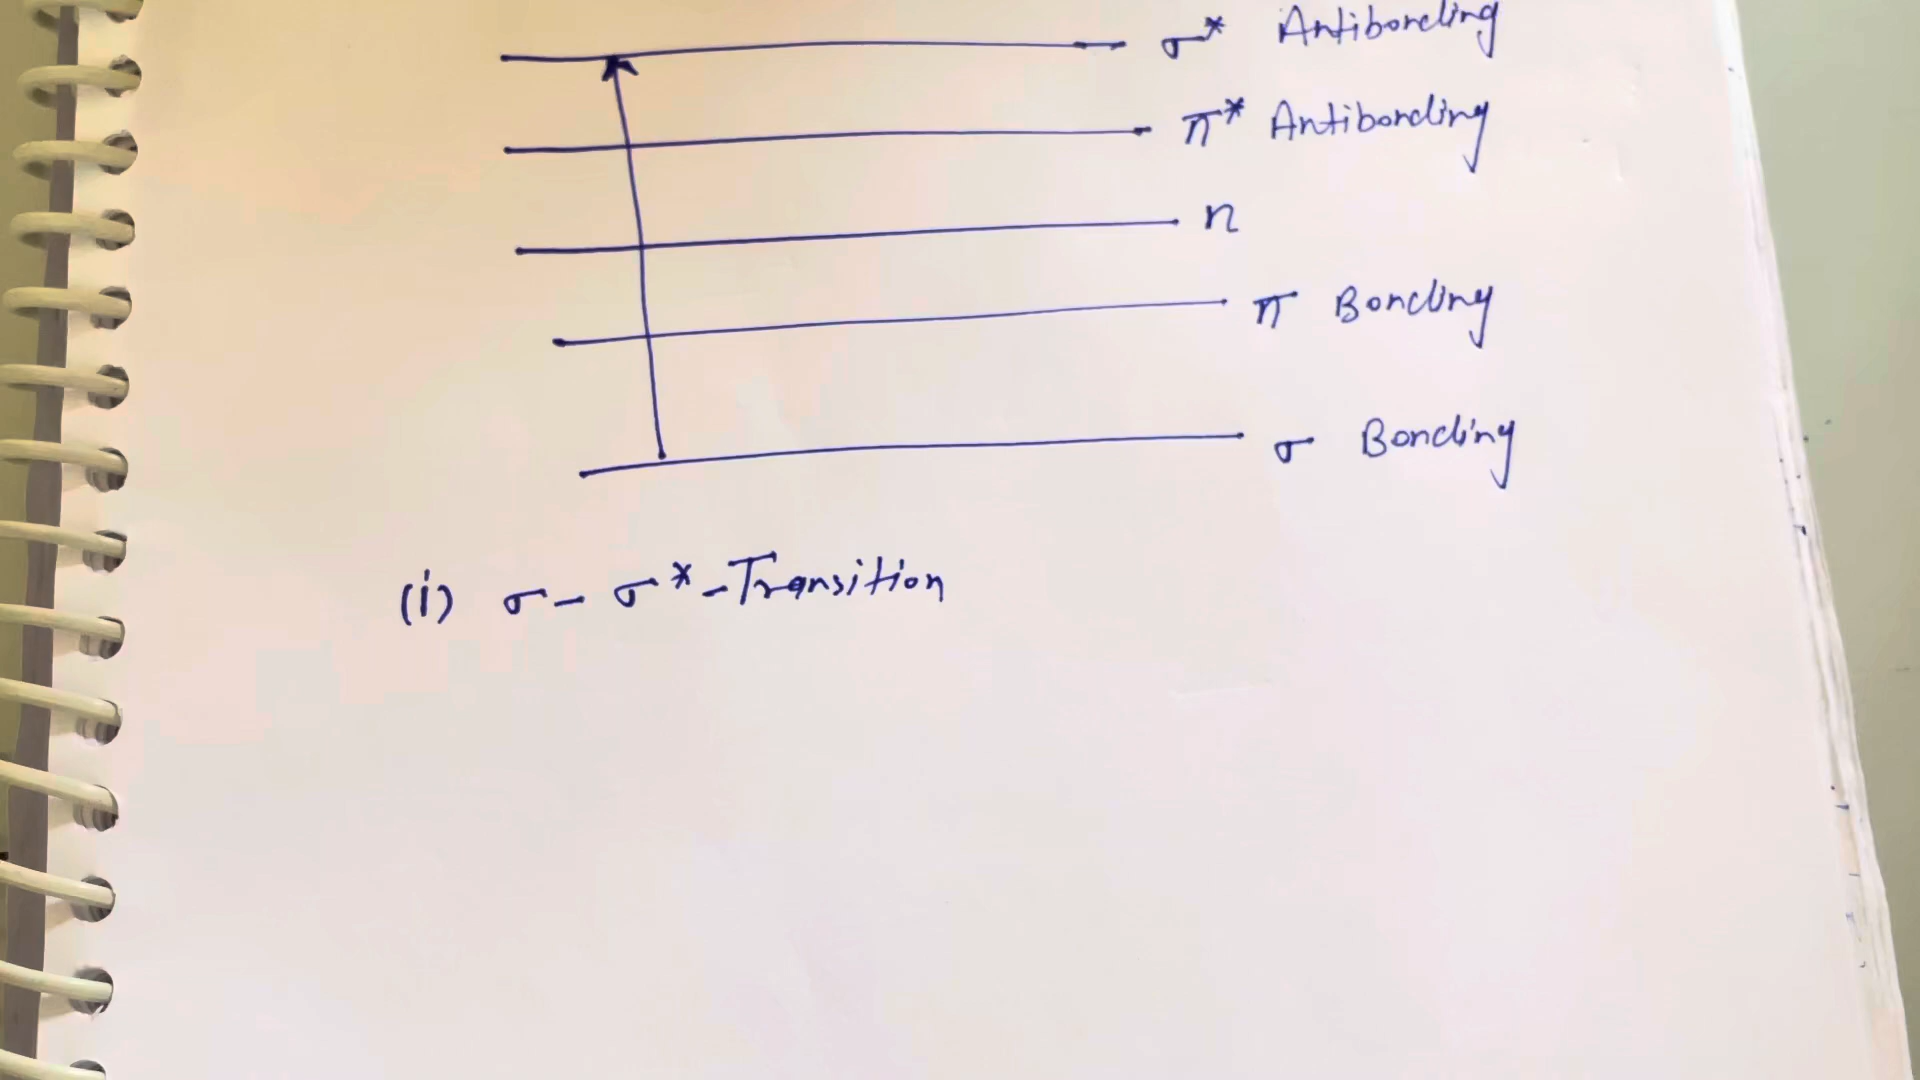 σ* Antibonding
π* Antibonding
n
π Bonding
σ Bonding
(i) σ - σ* - Transition